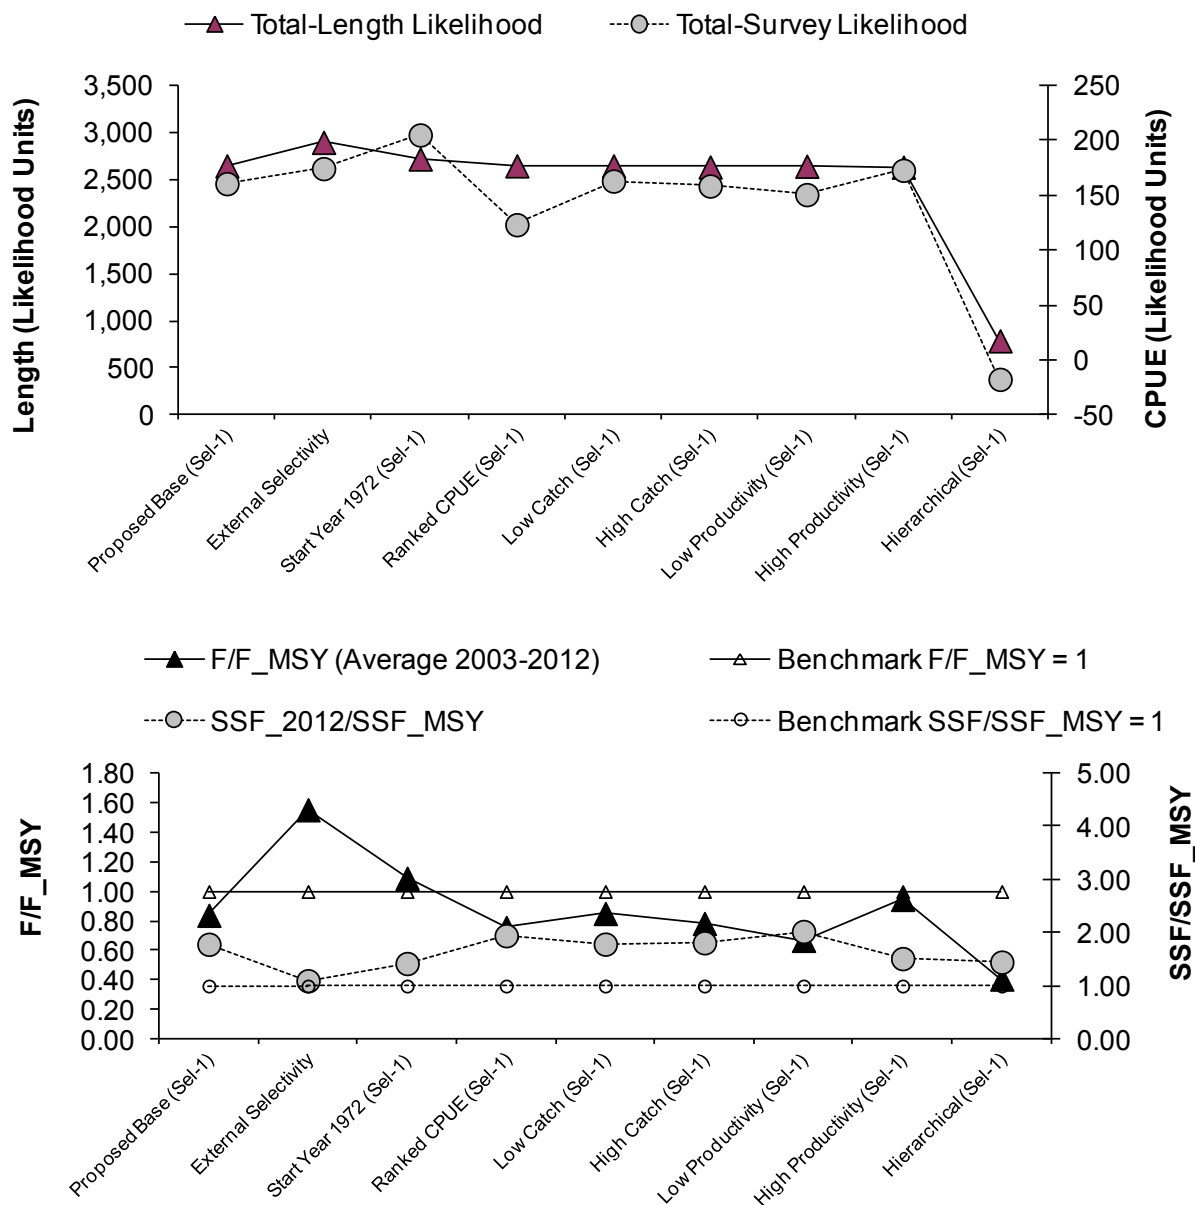 Total-Length Likelihood Total-Survey Likelihood
Length (Likelihood Units)
3,500
3,000
2,500
2,000
1,500
1,000
500
0
250
200
150
100
50
0
-50
CPUE (Likelihood Units)
Proposed Base (Sel-1)
External Selectivity
Start Year 1972 (Sel-1)
Ranked CPUE (Sel-1)
Low Catch (Sel-1)
High Catch (Sel-1)
Low Productivity (Sel-1)
High Productivity (Sel-1)
Hierarchical (Sel-1)
F/F_MSY (Average 2003-2012) Benchmark F/F_MSY = 1
SSF_2012/SSF_MSY Benchmark SSF/SSF_MSY = 1
F/F_MSY
1.80
1.60
1.40
1.20
1.00
0.80
0.60
0.40
0.20
0.00
5.00
4.00
3.00
2.00
1.00
0.00
SSF/SSF_MSY
Proposed Base (Sel-1)
External Selectivity
Start Year 1972 (Sel-1)
Ranked CPUE (Sel-1)
Low Catch (Sel-1)
High Catch (Sel-1)
Low Productivity (Sel-1)
High Productivity (Sel-1)
Hierarchical (Sel-1)